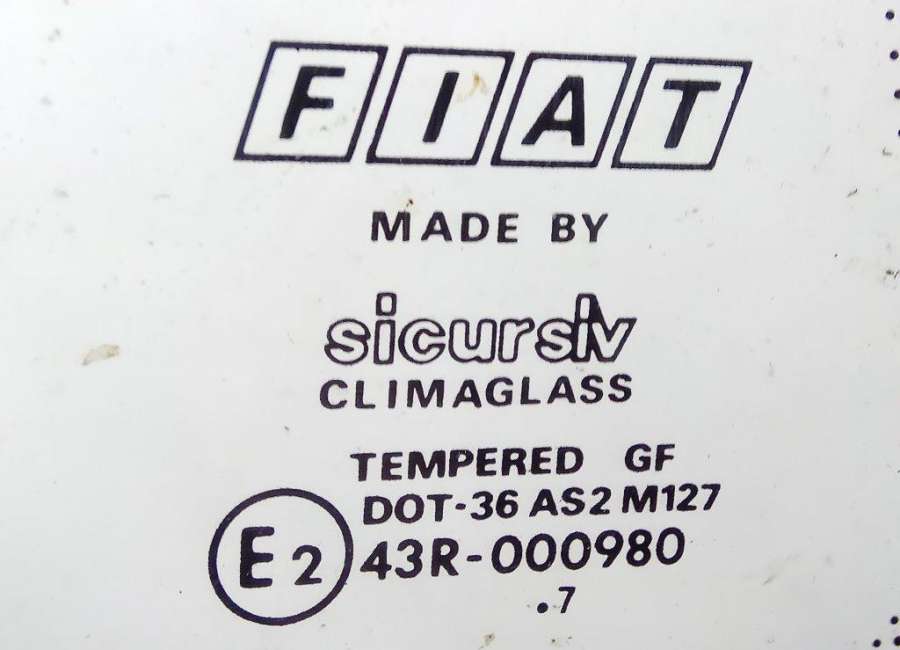 FIAT
MADE BY
sicursiv
CLIMAGLASS
TEMPERED GF
DOT-36 AS2 M127
E2 43R-000980
.7